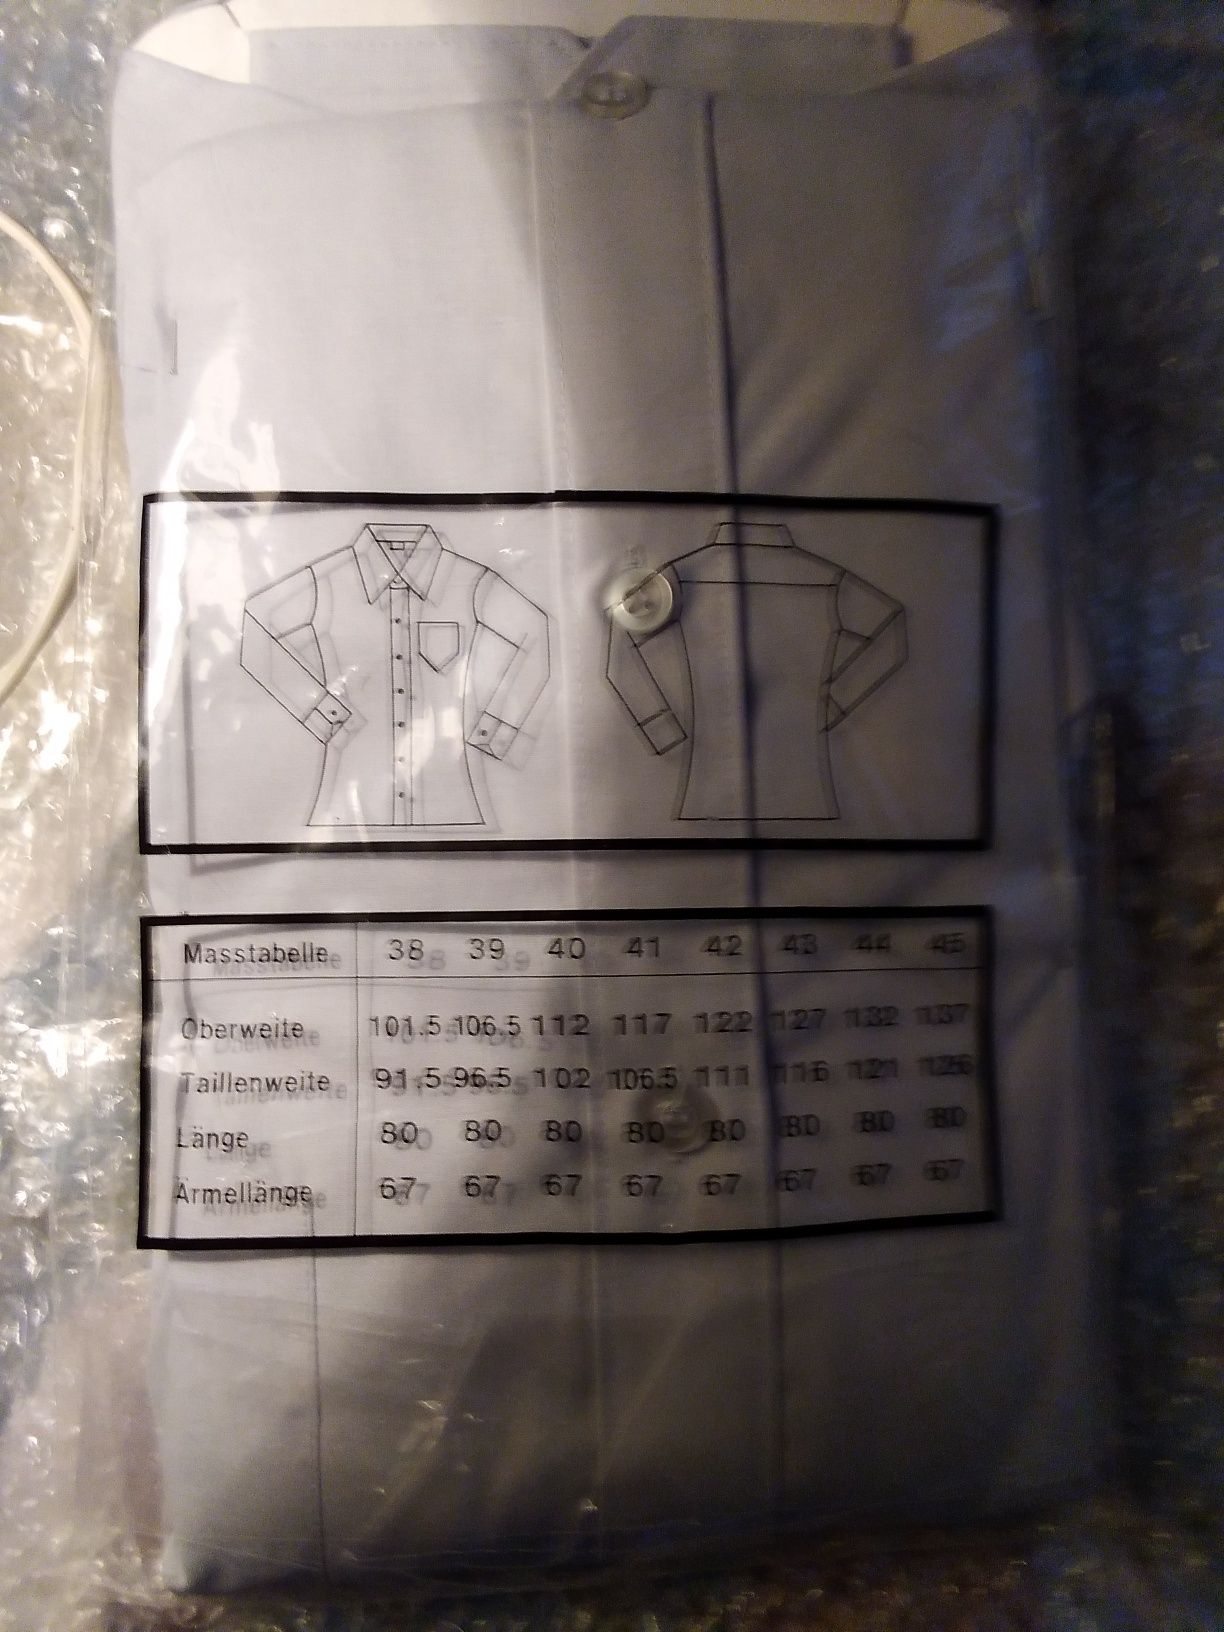 Masstabelle 38 39 40 41 42 43 44 45
Oberweite 101.5 106.5 112 117 122 127 132 137
Taillenweite 91.5 96.5 102 106.5 111 116 121 126
Länge 80 80 80 80 80 80 80 80
Ärmellänge 67 67 67 67 67 67 67 67